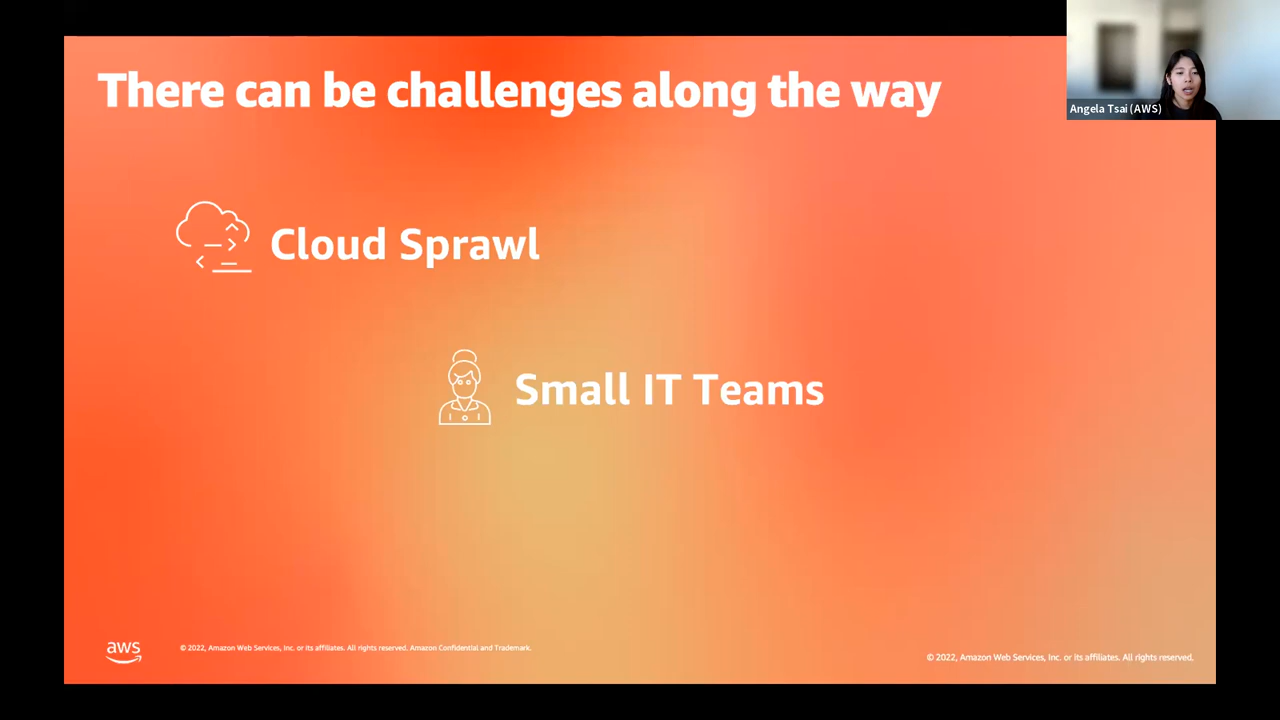 There can be challenges along the way
Angela Tsai (AWS)
Cloud Sprawl
Small IT Teams
aws
© 2022, Amazon Web Services, Inc. or its affiliates. All rights reserved. Amazon Confidential and Trademark.
© 2022, Amazon Web Services, Inc. or its affiliates. All rights reserved.